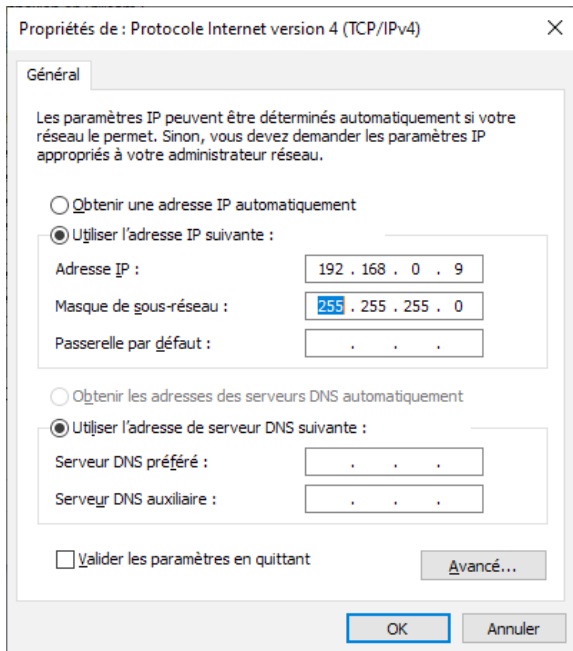 Propriétés de : Protocole Internet version 4 (TCP/IPv4)
Général
Les paramètres IP peuvent être déterminés automatiquement si votre
réseau le permet. Sinon, vous devez demander les paramètres IP
appropriés à votre administrateur réseau.
Obtenir une adresse IP automatiquement
Utiliser l'adresse IP suivante :
Adresse IP : 192 . 168 . 0 . 9
Masque de sous-réseau : 255 . 255 . 255 . 0
Passerelle par défaut : . . .
Obtenir les adresses des serveurs DNS automatiquement
Utiliser l'adresse de serveur DNS suivante :
Serveur DNS préféré : . . .
Serveur DNS auxiliaire : . . .
Valider les paramètres en quittant
Avancé...
OK Annuler